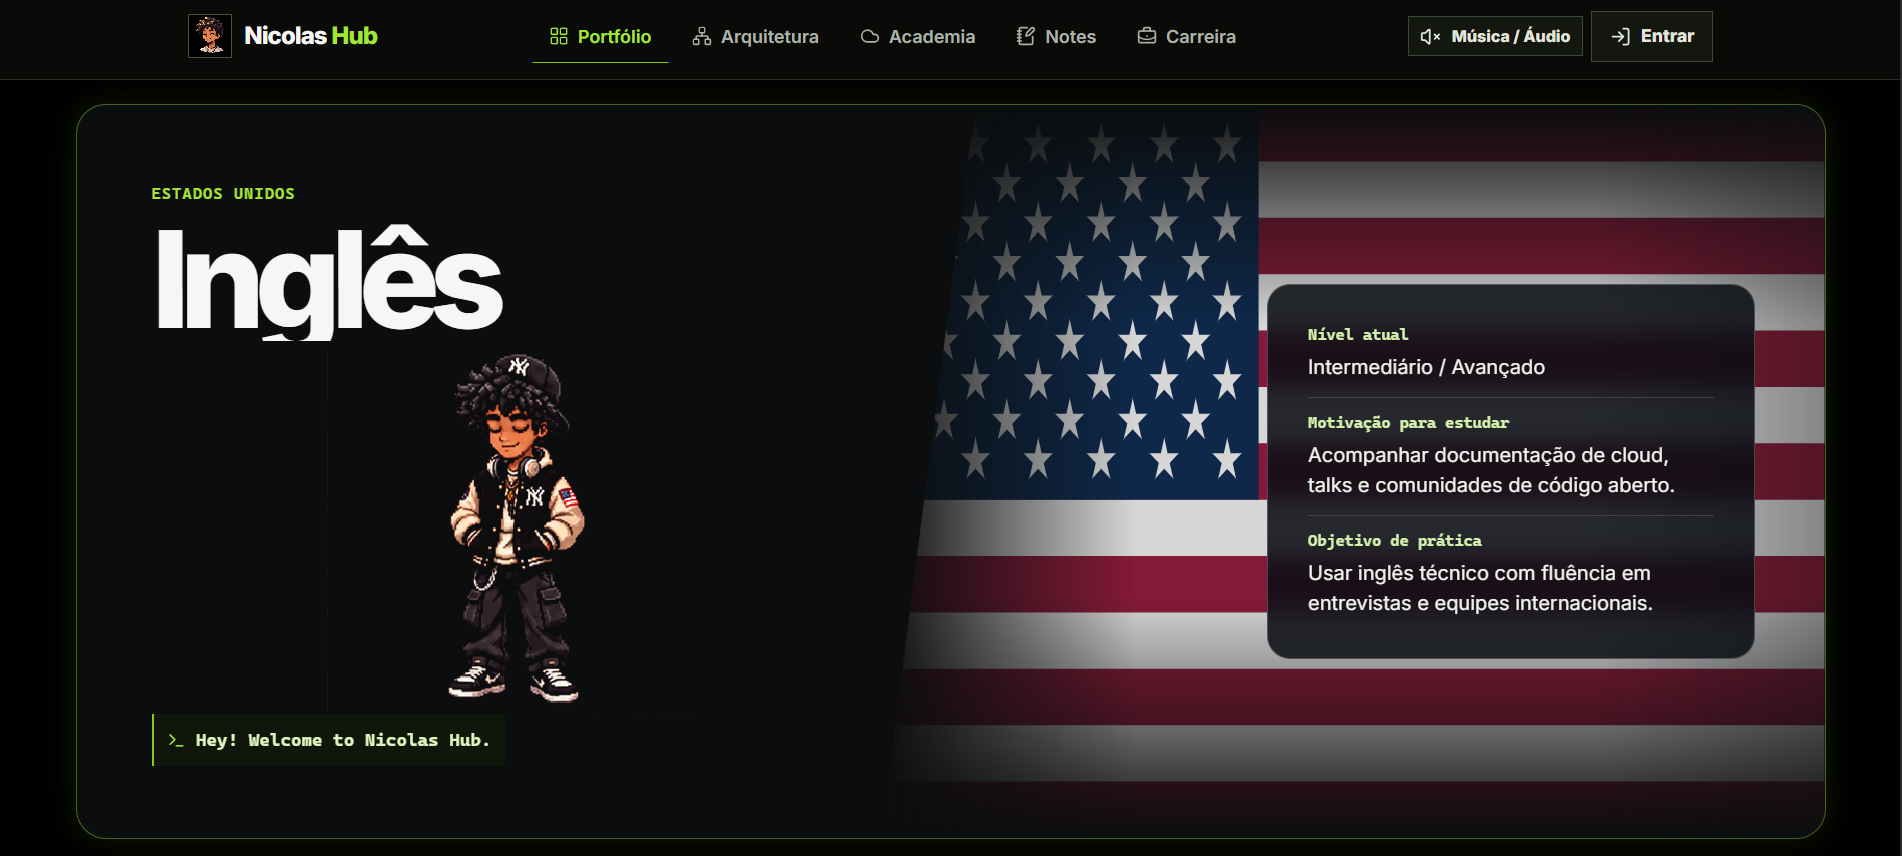 Nicolas Hub
Portfólio
Arquitetura
Academia
Notes
Carreira
Música / Áudio
Entrar
ESTADOS UNIDOS
Inglês
NY
NY
>_ Hey! Welcome to Nicolas Hub.
Nível atual
Intermediário / Avançado
Motivação para estudar
Acompanhar documentação de cloud,
talks e comunidades de código aberto.
Objetivo de prática
Usar inglês técnico com fluência em
entrevistas e equipes internacionais.